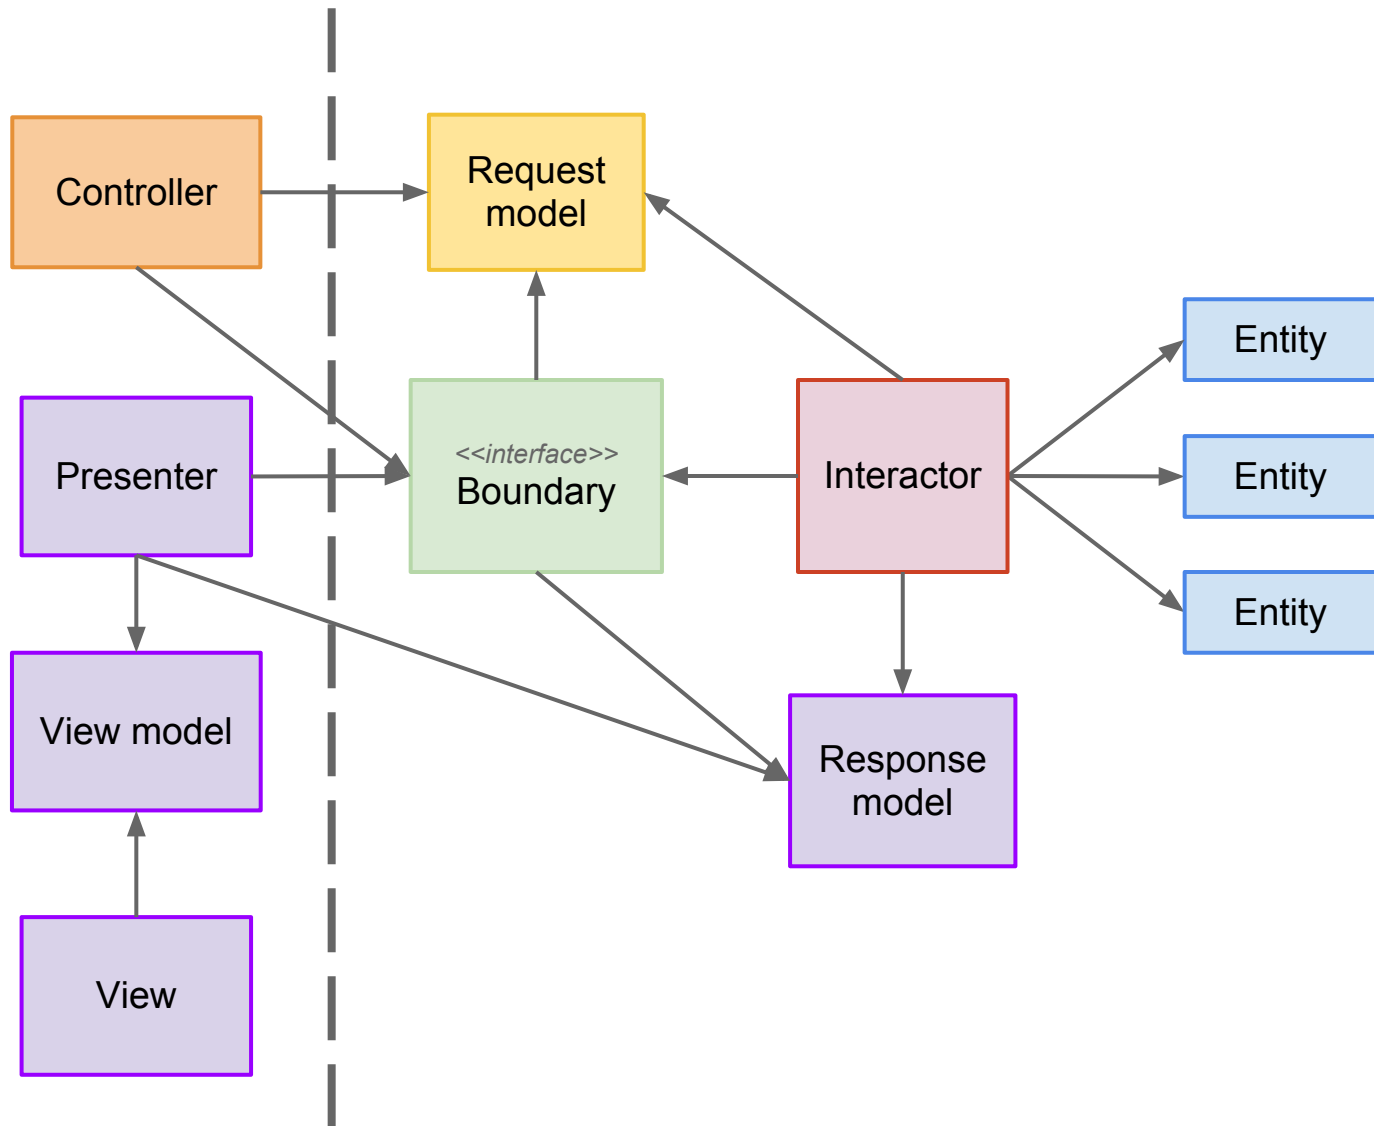 Controller
Request
model
Entity
Presenter
<<interface>>
Boundary
Interactor
Entity
Entity
View model
Response
model
View